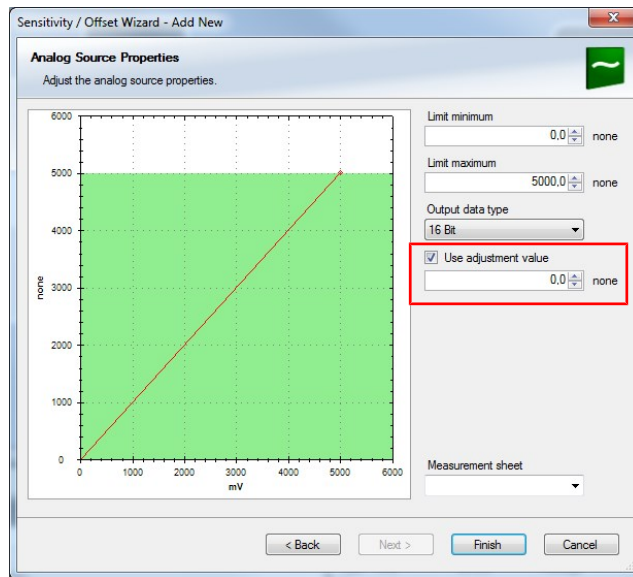 Sensitivity / Offset Wizard - Add New
Analog Source Properties
Adjust the analog source properties.
6000
5000
4000
3000
2000
1000
0
none
0
1000
2000
3000
4000
5000
6000
mV
Limit minimum
0,0 none
Limit maximum
5000,0 none
Output data type
16 Bit
Use adjustment value
0,0 none
Measurement sheet
< Back
Next >
Finish
Cancel